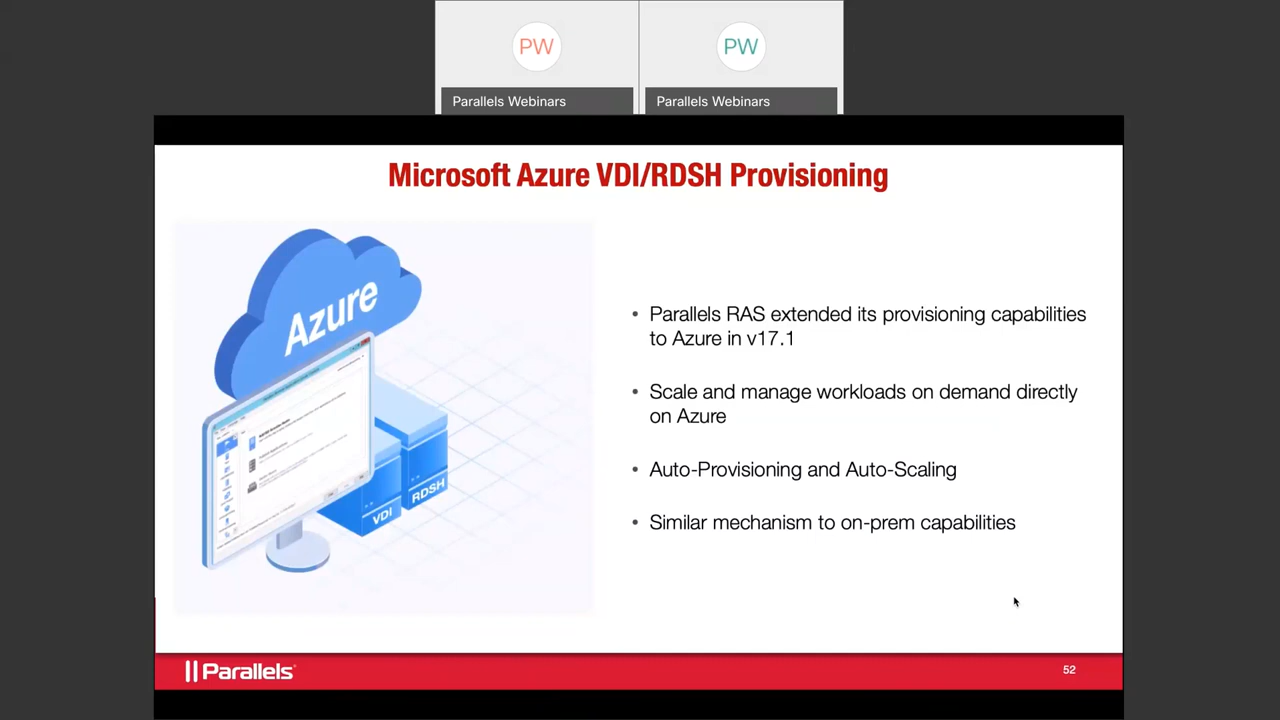 PW
PW
Parallels Webinars
Parallels Webinars
Microsoft Azure VDI/RDSH Provisioning
Azure
VDI
RDSH
• Parallels RAS extended its provisioning capabilities
to Azure in v17.1
• Scale and manage workloads on demand directly
on Azure
• Auto-Provisioning and Auto-Scaling
• Similar mechanism to on-prem capabilities
Parallels®
52